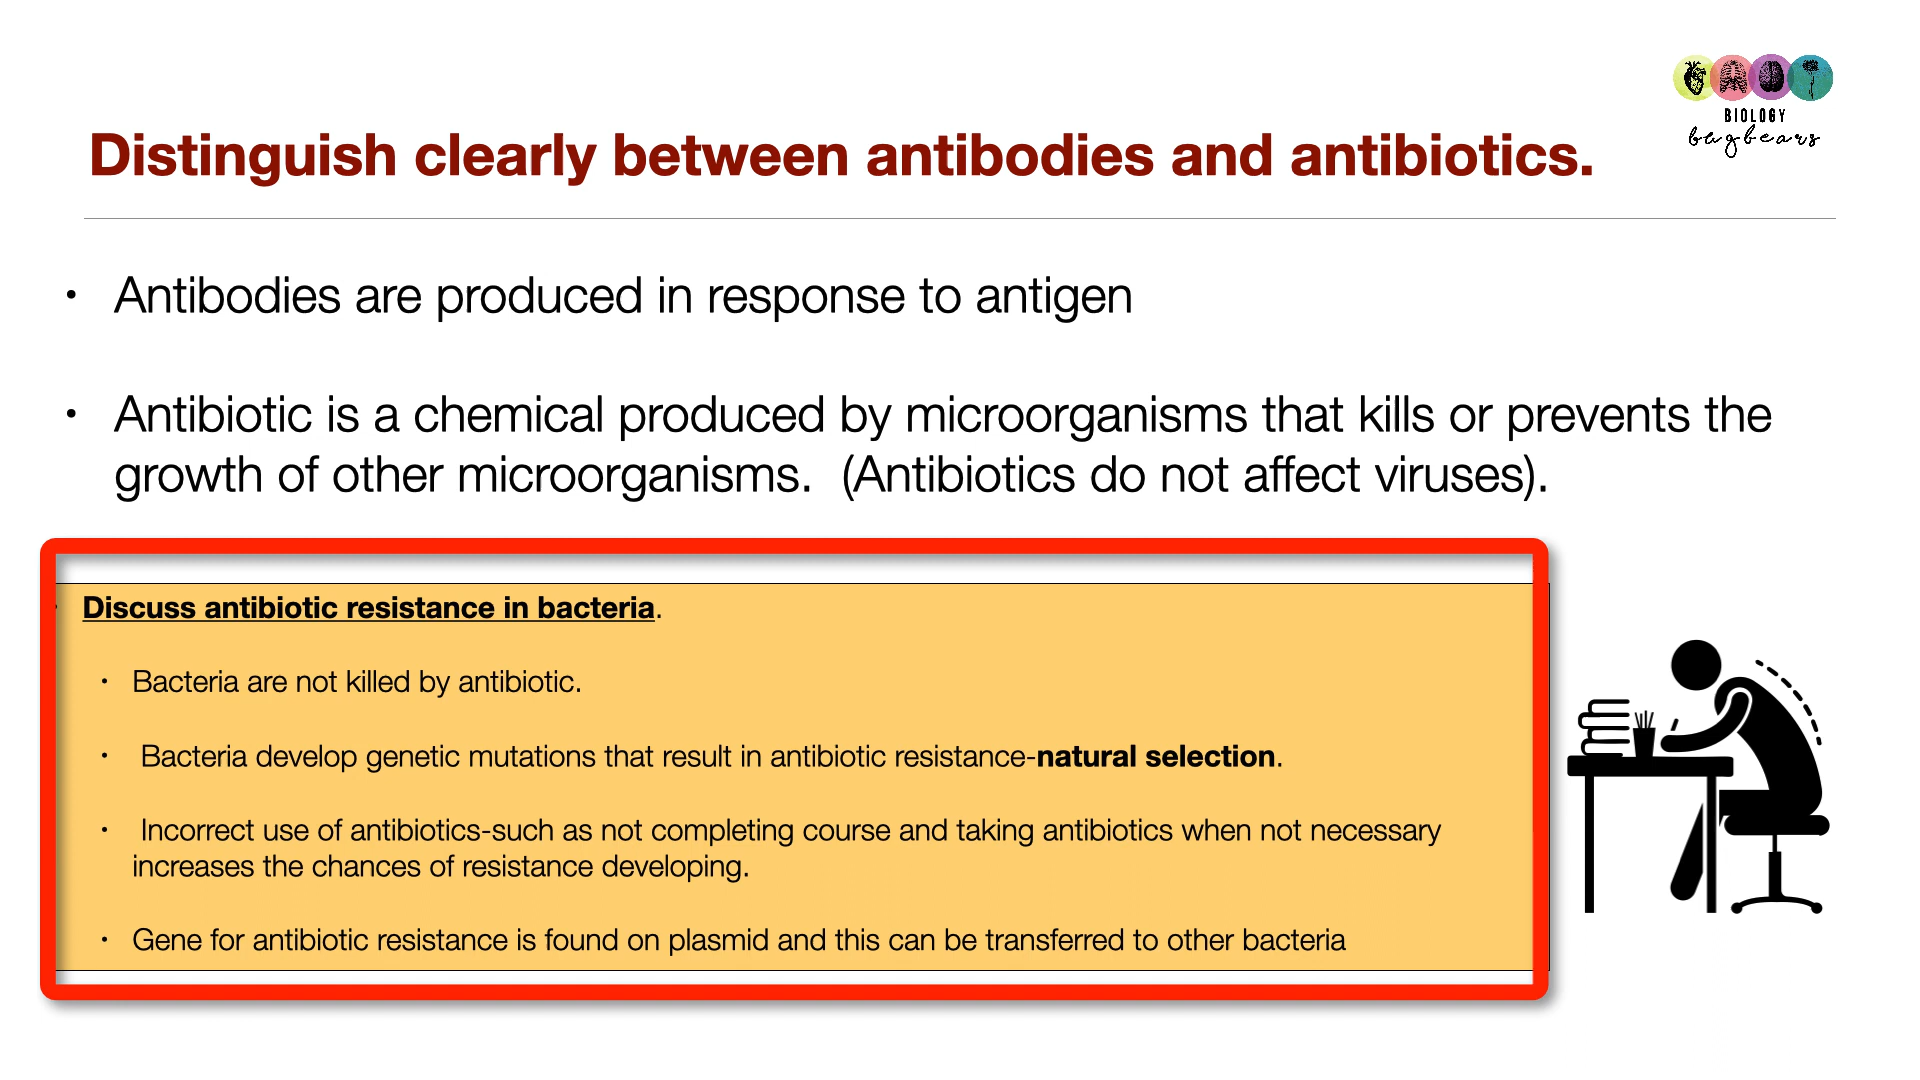 BIOLOGY
bugbears
Distinguish clearly between antibodies and antibiotics.
• Antibodies are produced in response to antigen
• Antibiotic is a chemical produced by microorganisms that kills or prevents the
growth of other microorganisms. (Antibiotics do not affect viruses).
• Discuss antibiotic resistance in bacteria.
• Bacteria are not killed by antibiotic.
• Bacteria develop genetic mutations that result in antibiotic resistance-natural selection.
• Incorrect use of antibiotics-such as not completing course and taking antibiotics when not necessary
increases the chances of resistance developing.
• Gene for antibiotic resistance is found on plasmid and this can be transferred to other bacteria